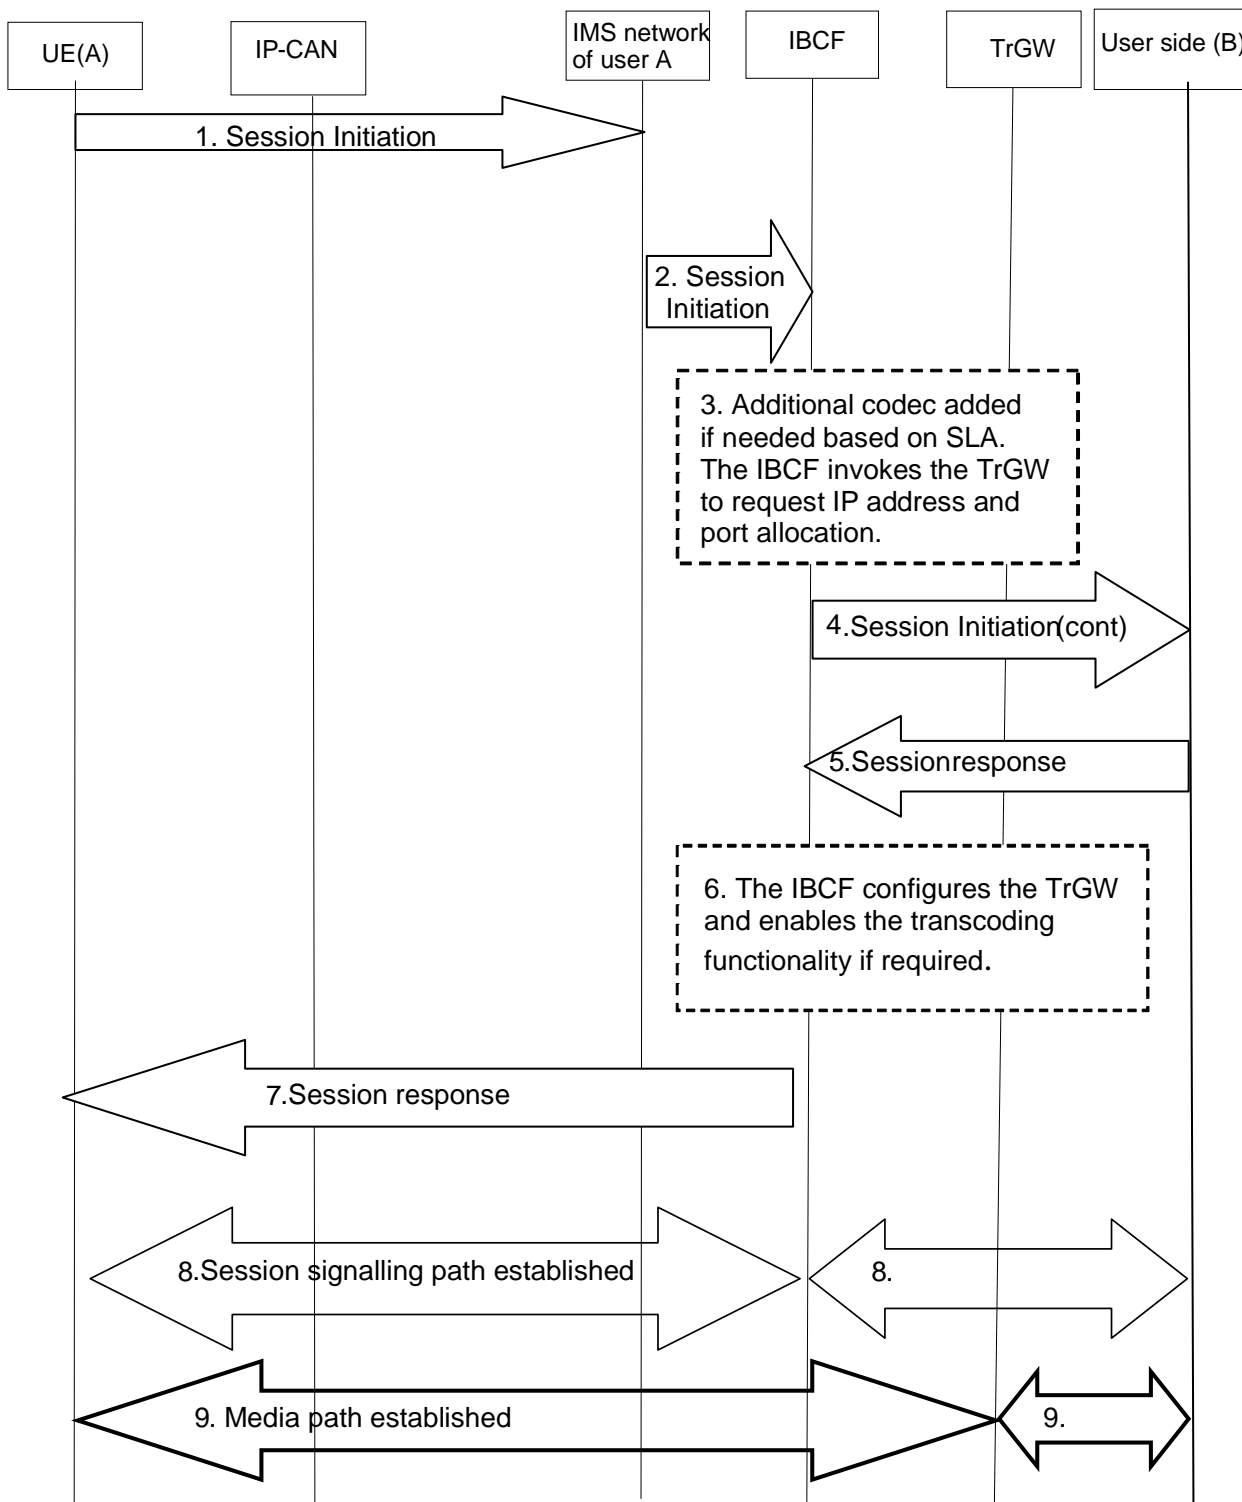 UE(A)
IP-CAN
IMS network
of user A
IBCF
TrGW
User side (B)
1. Session Initiation
2. Session
Initiation
3. Additional codec added
if needed based on SLA.
The IBCF invokes the TrGW
to request IP address and
port allocation.
4.Session Initiation(cont)
5.Sessionresponse
6. The IBCF configures the TrGW
and enables the transcoding
functionality if required.
7.Session response
8.Session signalling path established
8.
9. Media path established
9.